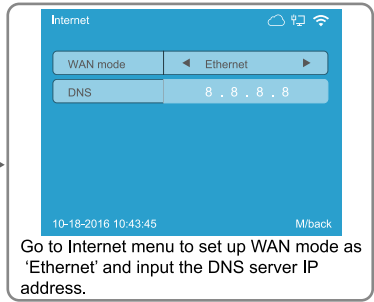 Internet
WAN mode ◀ Ethernet ▶
DNS 8 . 8 . 8 . 8
10-18-2016 10:43:45 M/back
Go to Internet menu to set up WAN mode as
'Ethernet' and input the DNS server IP
address.